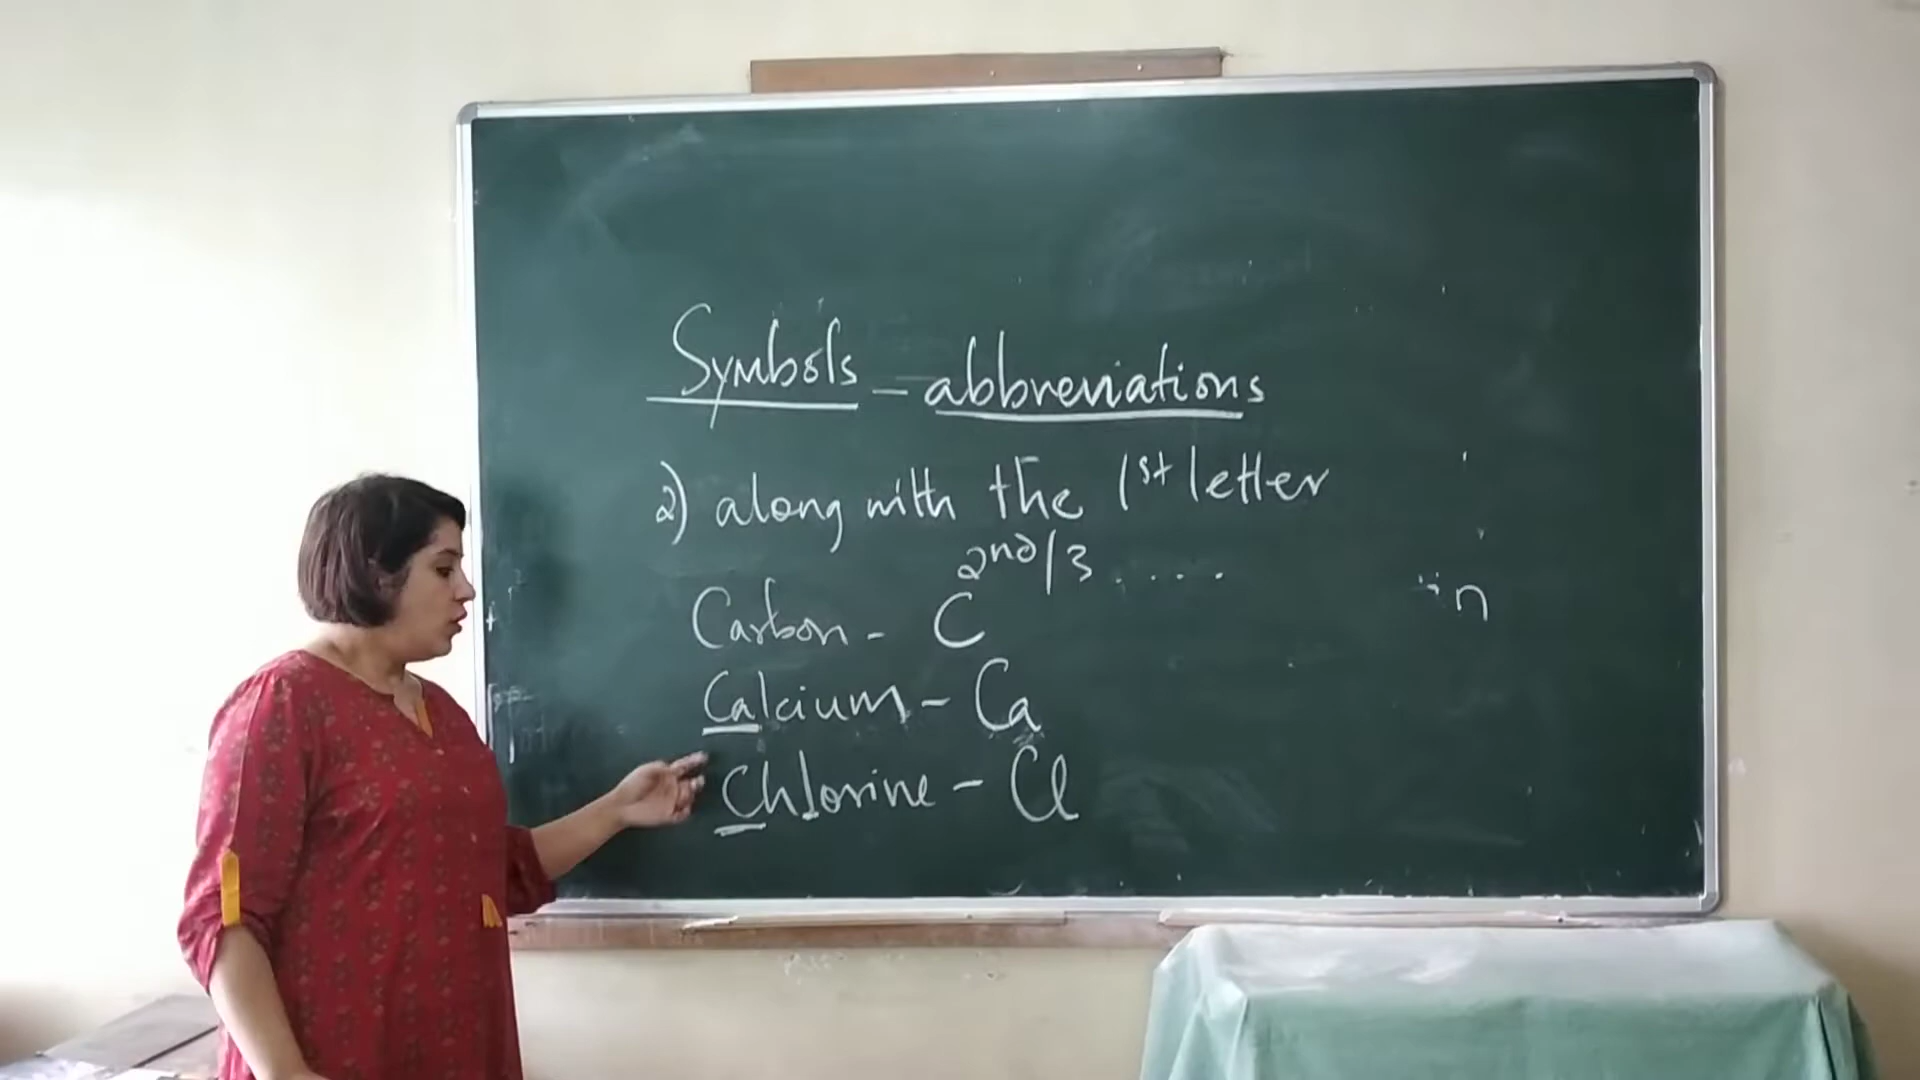 Symbols - abbreviations
2) along with the 1st letter
2nd/3 ....
Carbon - C
Calcium - Ca
Chlorine - Cl
n